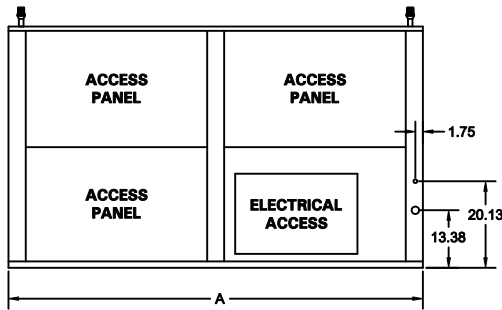 ACCESS
PANEL
ACCESS
PANEL
1.75
ACCESS
PANEL
ELECTRICAL
ACCESS
20.13
13.38
A